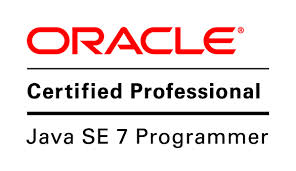 ORACLE®
Certified Professional
Java SE 7 Programmer